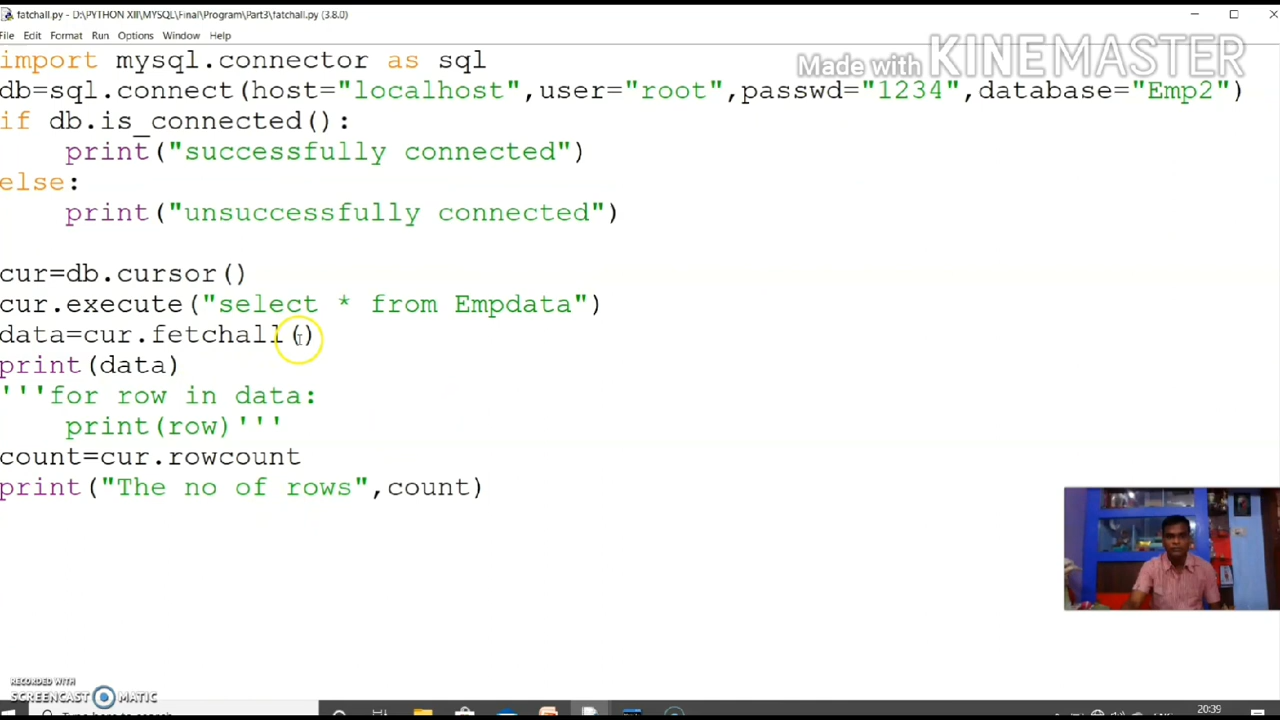 fatchall.py - D:\PYTHON XII\MYSQL\Final\Program\Part3\fatchall.py (3.8.0)
File Edit Format Run Options Window Help
Made with KINEMASTER
import mysql.connector as sql
db=sql.connect(host="localhost",user="root",passwd="1234",database="Emp2")
if db.is_connected():
    print("successfully connected")
else:
    print("unsuccessfully connected")
cur=db.cursor()
cur.execute("select * from Empdata")
data=cur.fetchall()
print(data)
'''for row in data:
    print(row)'''
count=cur.rowcount
print("The no of rows",count)
RECORDED WITH
SCREENCAST MATIC
20:39